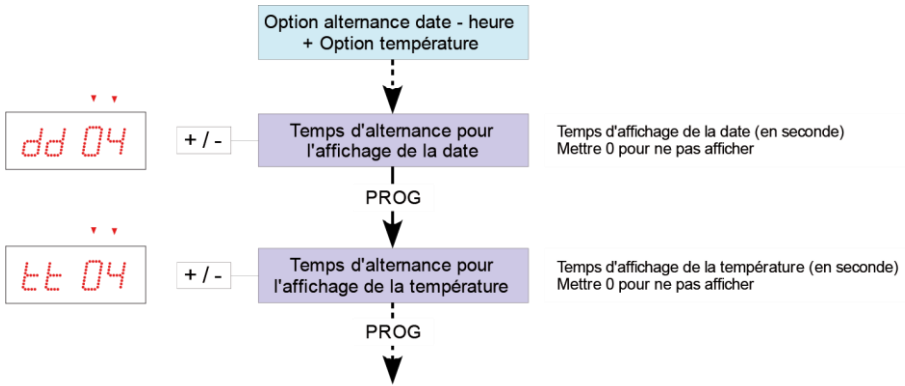 Option alternance date - heure
+ Option température
dd 04
+ / -
Temps d'alternance pour
l'affichage de la date
Temps d'affichage de la date (en seconde)
Mettre 0 pour ne pas afficher
PROG
tt 04
+ / -
Temps d'alternance pour
l'affichage de la température
Temps d'affichage de la température (en seconde)
Mettre 0 pour ne pas afficher
PROG